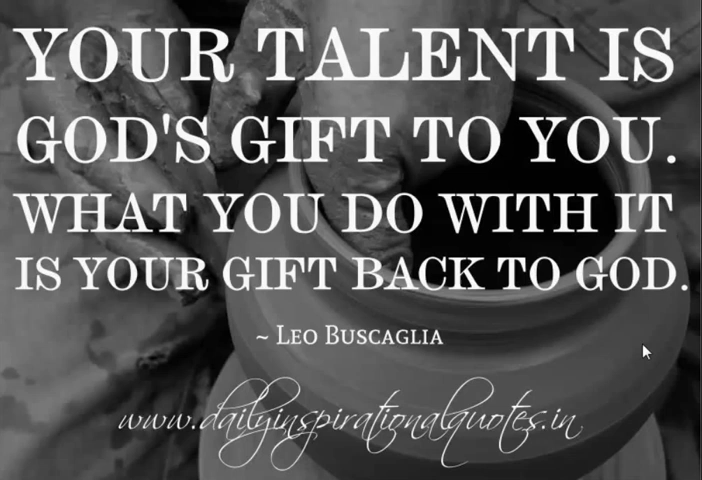 YOUR TALENT IS
GOD'S GIFT TO YOU.
WHAT YOU DO WITH IT
IS YOUR GIFT BACK TO GOD.
~ LEO BUSCAGLIA
www.dailyinspirationalquotes.in